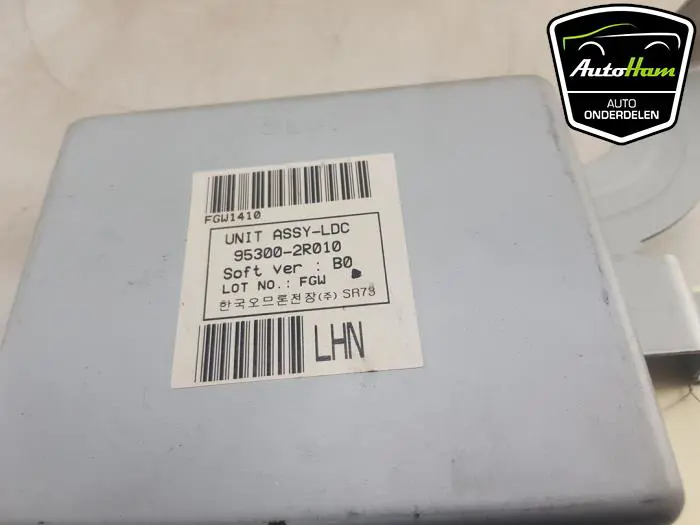 AutoHam
AUTO
ONDERDELEN
FGW1410
UNIT ASSY-LDC
95300-2R010
Soft Ver : B0
LOT NO.: FGW
한국오므론전장(주) SR79
LHN